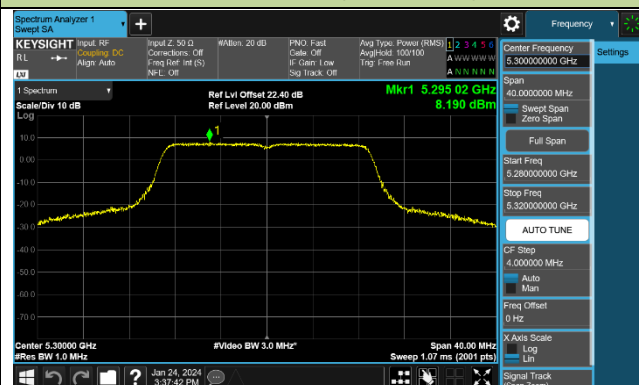 Spectrum Analyzer 1
Swept SA
Frequency
KEYSIGHT
Input: RF
Input Z: 50 Ω
#Atten: 20 dB
PNO: Fast
Avg Type: Power (RMS)
1 2 3 4 5 6
RL
Coupling: DC
Corrections: Off
Gate: Off
Avg|Hold: 100/100
A W W W W W
Align: Auto
Freq Ref: Int (S)
IF Gain: Low
Trig: Free Run
LXI
NFE: Off
Sig Track: Off
A N N N N N
1 Spectrum
Ref Lvl Offset 22.40 dB
Mkr1 5.295 02 GHz
Scale/Div 10 dB
Ref Level 20.00 dBm
8.190 dBm
Log
1
10.0
0.00
-10.0
-20.0
-30.0
-40.0
-50.0
-60.0
-70.0
Center 5.30000 GHz
#Video BW 3.0 MHz*
Span 40.00 MHz
#Res BW 1.0 MHz
Sweep 1.07 ms (2001 pts)
Jan 24, 2024
3:37:42 PM
Center Frequency
5.300000000 GHz
Settings
Span
40.0000000 MHz
Swept Span
Zero Span
Full Span
Start Freq
5.280000000 GHz
Stop Freq
5.320000000 GHz
AUTO TUNE
CF Step
4.000000 MHz
Auto
Man
Freq Offset
0 Hz
X Axis Scale
Log
Lin
Signal Track
(Span Zoom)